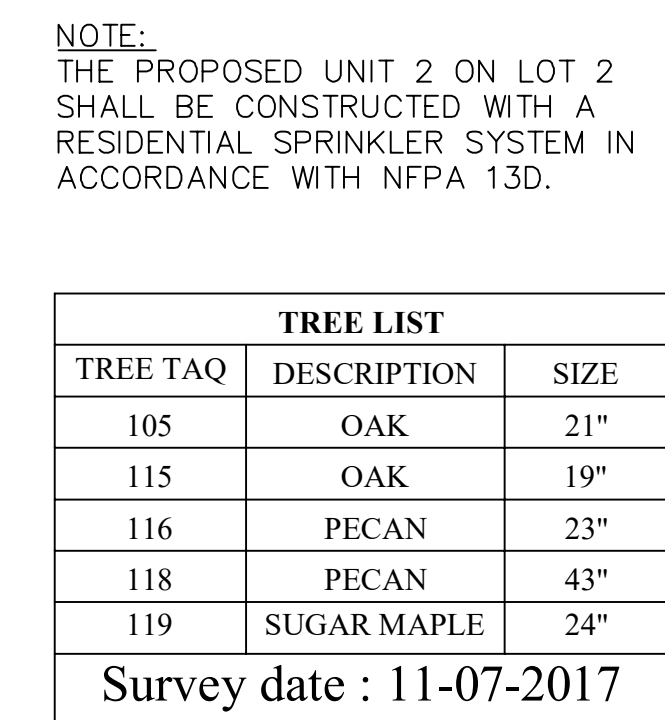 NOTE:
THE PROPOSED UNIT 2 ON LOT 2
SHALL BE CONSTRUCTED WITH A
RESIDENTIAL SPRINKLER SYSTEM IN
ACCORDANCE WITH NFPA 13D.
TREE LIST
TREE TAQ DESCRIPTION SIZE
105 OAK 21"
115 OAK 19"
116 PECAN 23"
118 PECAN 43"
119 SUGAR MAPLE 24"
Survey date : 11-07-2017